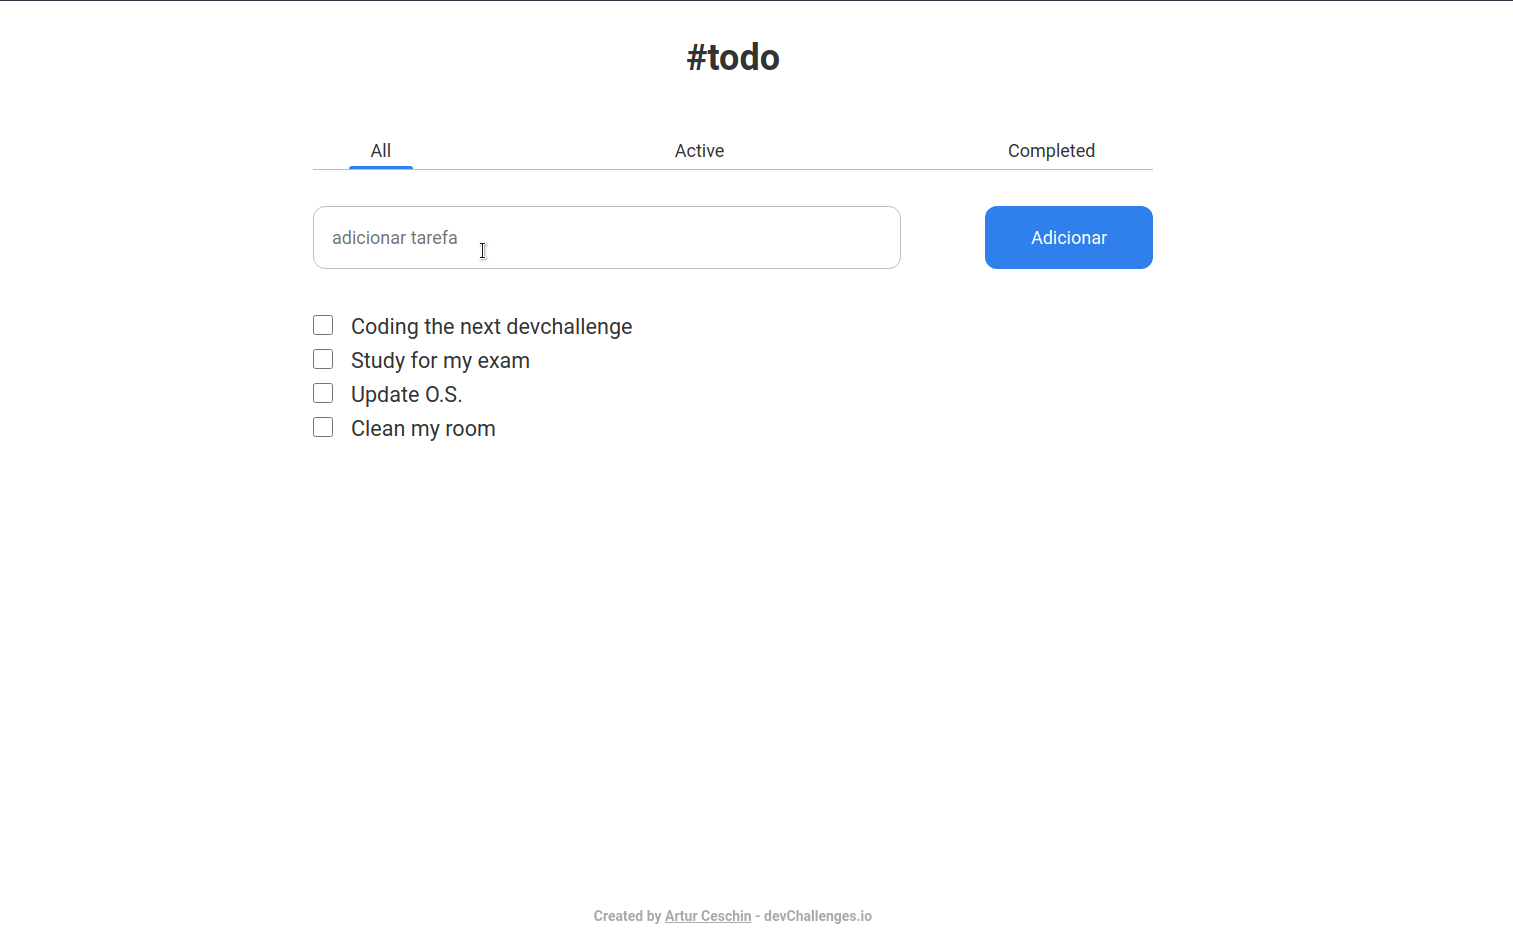 #todo
All Active Completed
adicionar tarefa Adicionar
Coding the next devchallenge
Study for my exam
Update O.S.
Clean my room
Created by Artur Ceschin - devChallenges.io